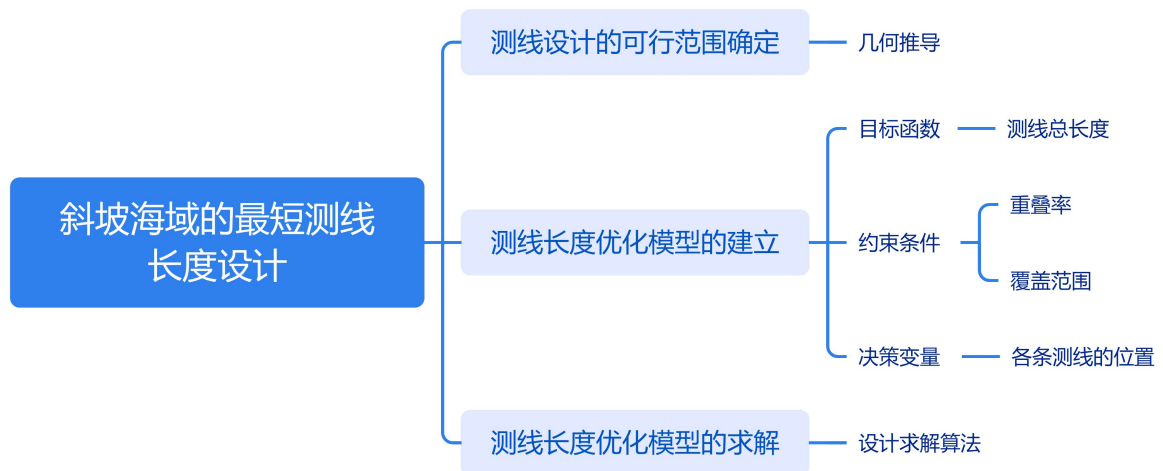 斜坡海域的最短测线
长度设计
测线设计的可行范围确定
几何推导
测线长度优化模型的建立
目标函数
测线总长度
约束条件
重叠率
覆盖范围
决策变量
各条测线的位置
测线长度优化模型的求解
设计求解算法